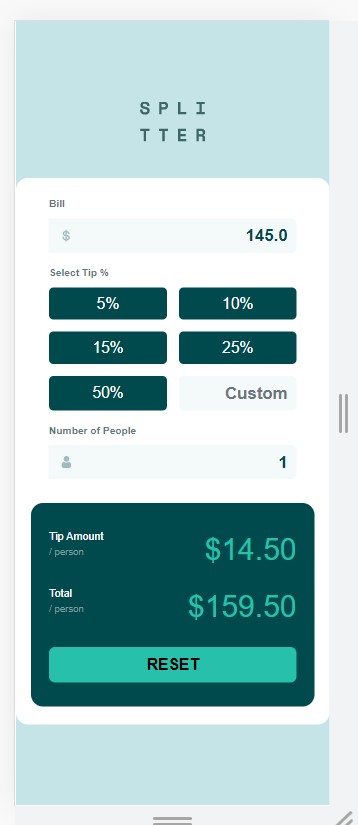 SPLI
TTER
Bill
$ 145.0
Select Tip %
5% 10%
15% 25%
50% Custom
Number of People
1
Tip Amount
/ person
$14.50
Total
/ person
$159.50
RESET